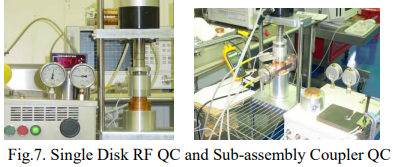 Fig.7. Single Disk RF QC and Sub-assembly Coupler QC